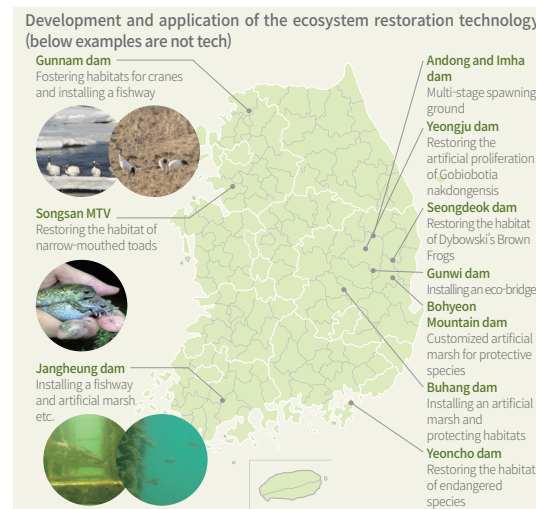 Development and application of the ecosystem restoration technology
(below examples are not tech)
Gunnam dam
Fostering habitats for cranes
and installing a fishway
Songsan MTV
Restoring the habitat of
narrow-mouthed toads
Jangheung dam
Installing a fishway
and artificial marsh
etc.
Andong and Imha
dam
Multi-stage spawning
ground
Yeongju dam
Restoring the
artificial proliferation
of Gobiobotia
nakdongensis
Seongdeok dam
Restoring the habitat
of Dybowski's Brown
Frogs
Gunwi dam
Installing an eco-bridge
Bohyeon
Mountain dam
Customized artificial
marsh for protective
species
Buhang dam
Installing an artificial
marsh and
protecting habitats
Yeoncho dam
Restoring the habitat
of endangered
species